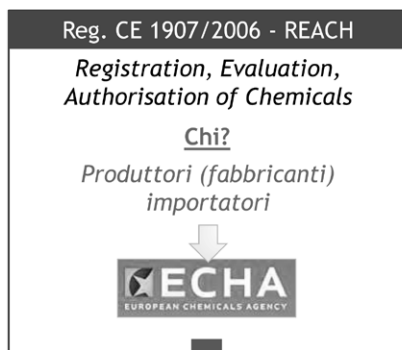 Reg. CE 1907/2006 - REACH
Registration, Evaluation,
Authorisation of Chemicals
Chi?
Produttori (fabbricanti)
importatori
ECHA
EUROPEAN CHEMICALS AGENCY